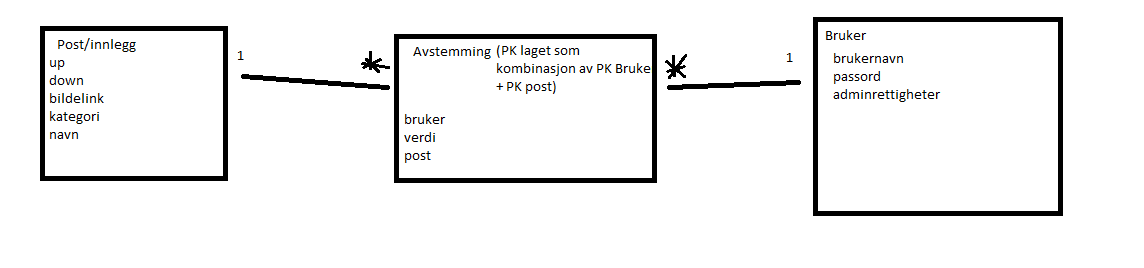 Post/innlegg
up
down
bildelink
kategori
navn
1
*
Avstemming (PK laget som
kombinasjon av PK Bruke
+ PK post)
bruker
verdi
post
*
1
Bruker
brukernavn
passord
adminrettigheter